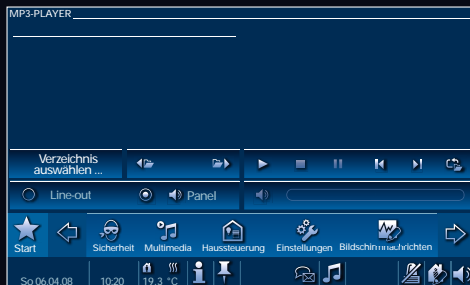 MP3-PLAYER
Verzeichnis
auswählen ...
Line-out
Panel
Start
Sicherheit
Multimedia
Haussteuerung
Einstellungen
Bildschirmnachrichten
So 06.04.08
10:20
19.3 °C